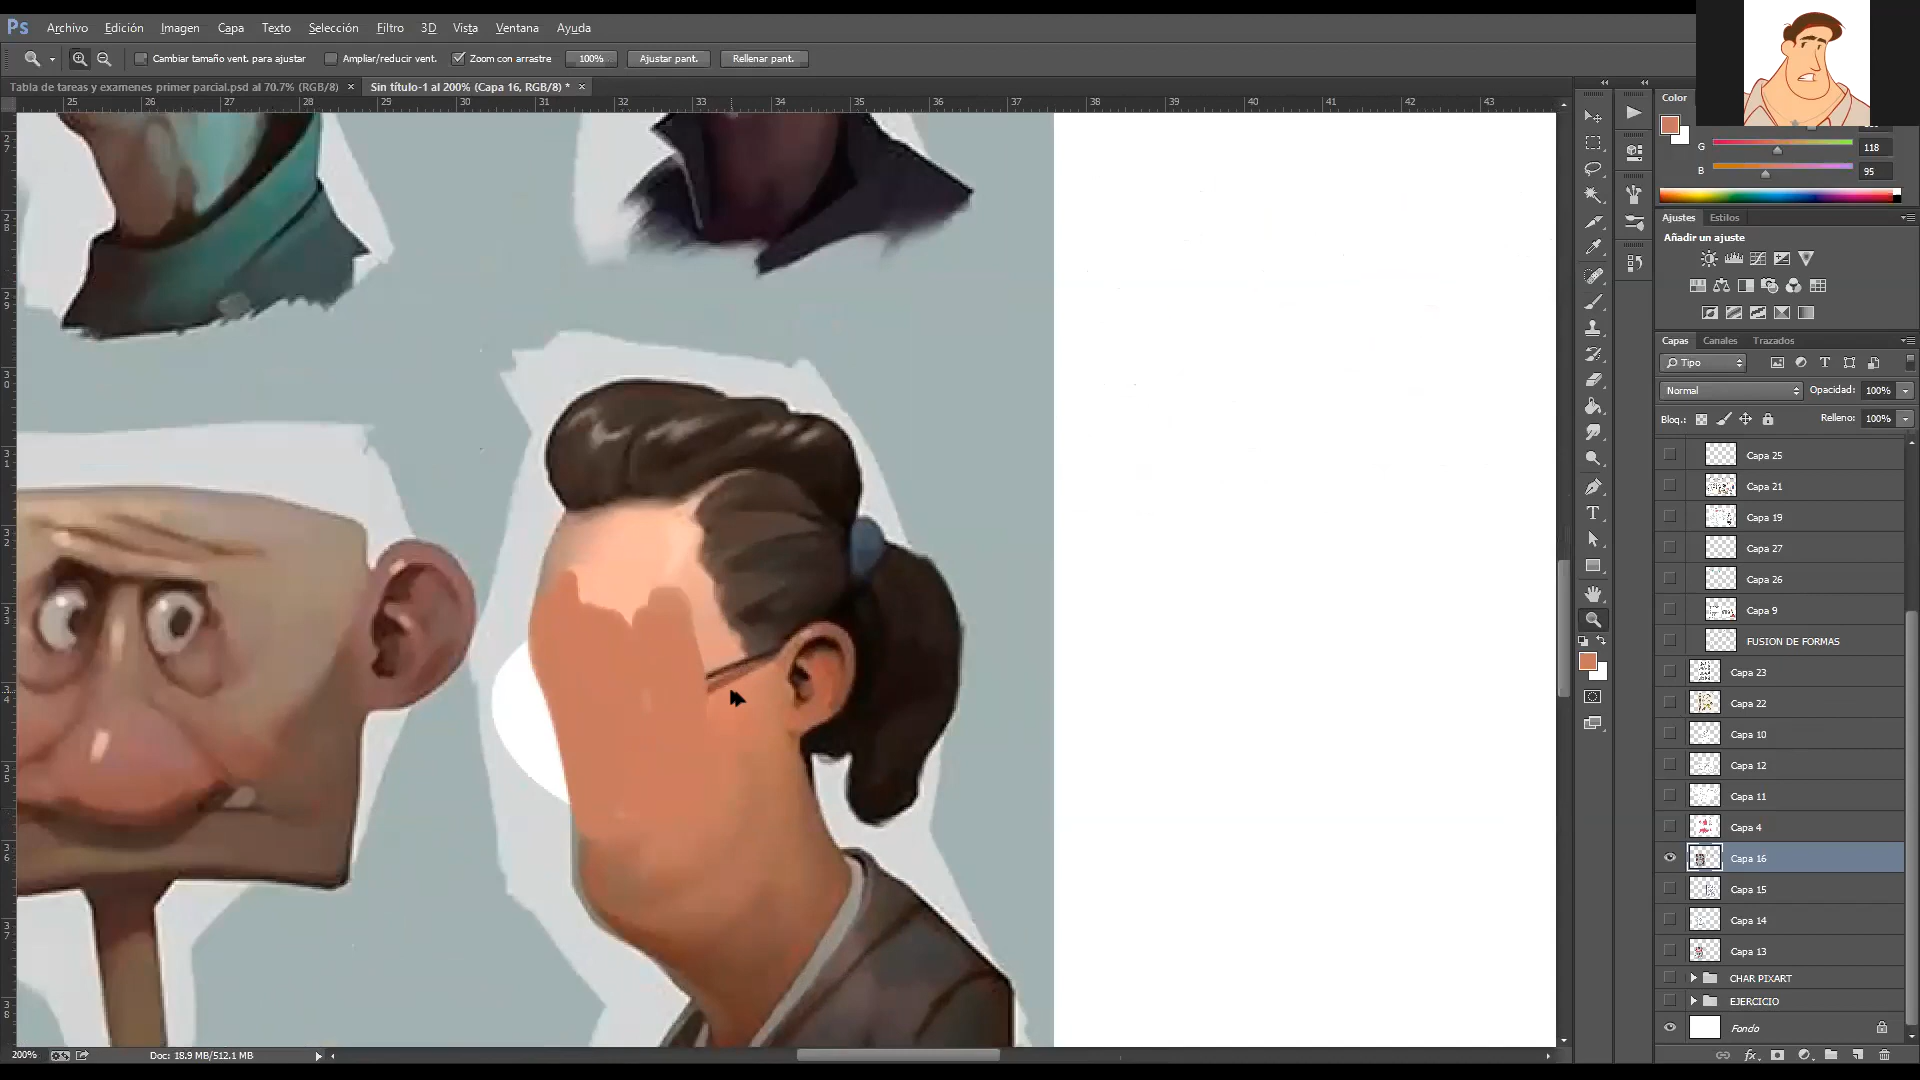 Ps Archivo Edición Imagen Capa Texto Selección Filtro 3D Vista Ventana Ayuda
Cambiar tamaño vent. para ajustar Ampliar/reducir vent. Zoom con arrastre 100% Ajustar pant. Rellenar pant.
Tabla de tareas y examenes primer parcial.psd al 70.7% (RGB/8) × Sin título-1 al 200% (Capa 16, RGB/8) * ×
25 26 27 28 29 30 31 32 33 34 35 36 37 38 39 40 41 42 43
Color
G 118
B 95
Ajustes Estilos
Añadir un ajuste
Capas Canales Trazados
Tipo
Normal Opacidad: 100%
Bloq.: Relleno: 100%
Capa 25
Capa 21
Capa 19
Capa 27
Capa 26
Capa 9
FUSION DE FORMAS
Capa 23
Capa 22
Capa 10
Capa 12
Capa 11
Capa 4
Capa 16
Capa 15
Capa 14
Capa 13
CHAR PIXART
EJERCICIO
Fondo
200% Doc: 18.9 MB/512.1 MB